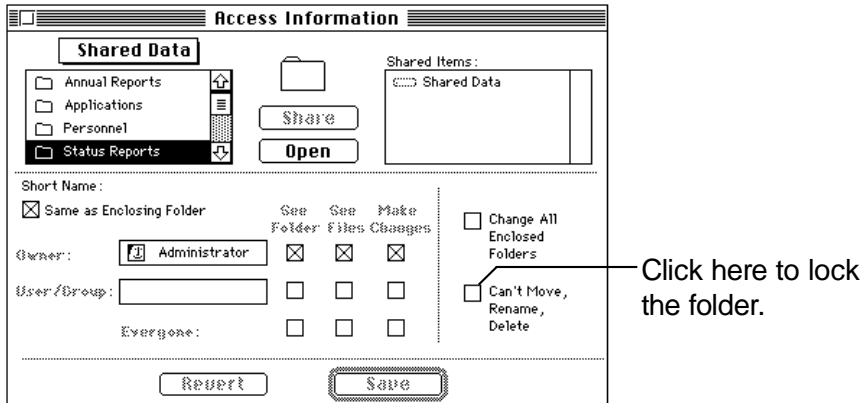 Access Information
Shared Data
Annual Reports
Applications
Personnel
Status Reports
Share
Open
Shared Items:
Shared Data
Short Name:
Same as Enclosing Folder
See Folder
See Files
Make Changes
Owner:
Administrator
User/Group:
Everyone:
Change All
Enclosed
Folders
Can't Move,
Rename,
Delete
Revert
Save
Click here to lock
the folder.